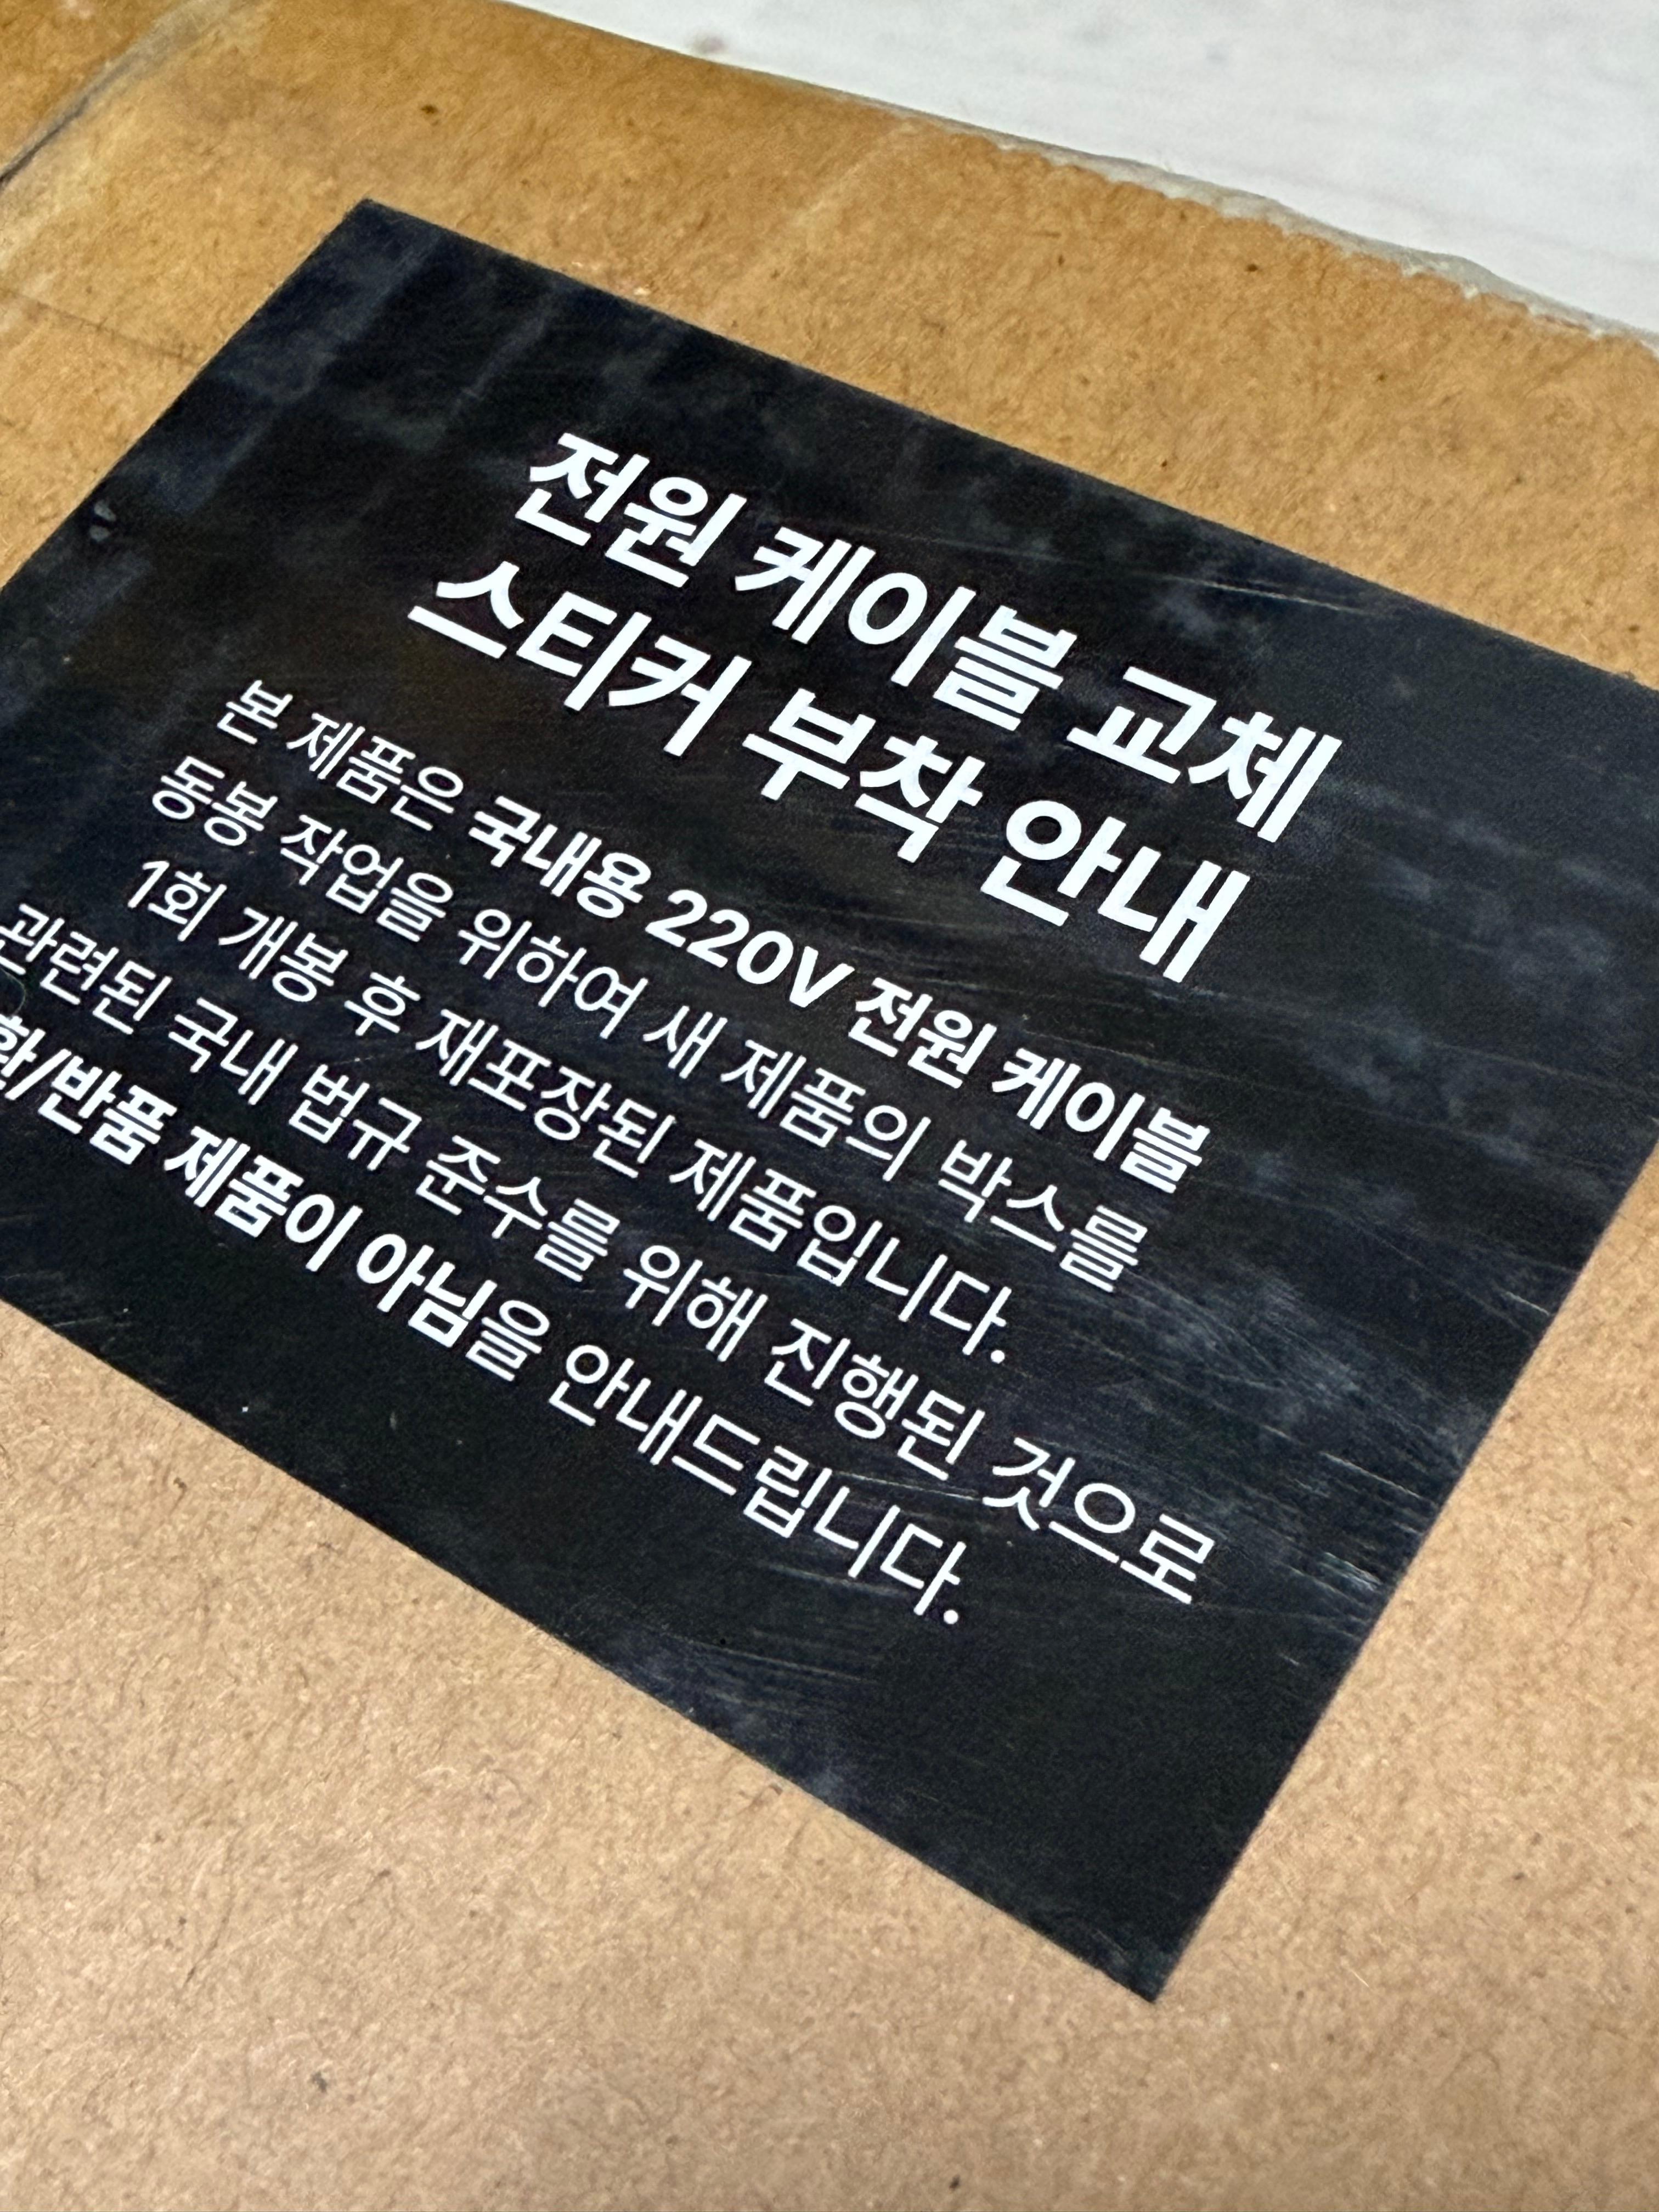 전원 케이블 교체
스티커 부착 안내
본 제품은 국내용 220V 전원 케이블
동봉 작업을 위하여 새 제품의 박스를
1회 개봉 후 재포장된 제품입니다.
관련된 국내 법규 준수를 위해 진행된 것으로
환/반품 제품이 아님을 안내드립니다.